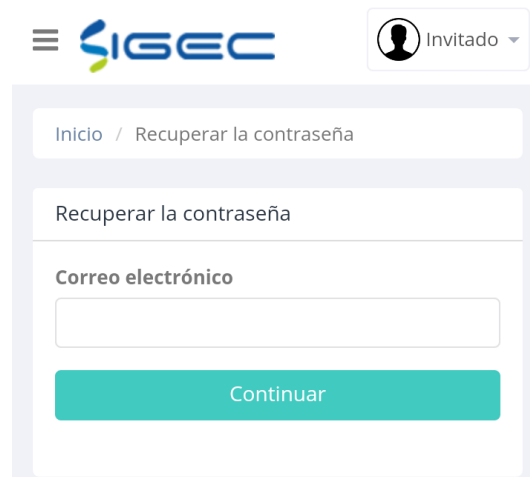 SIGEC
Invitado
Inicio / Recuperar la contraseña
Recuperar la contraseña
Correo electrónico
Continuar